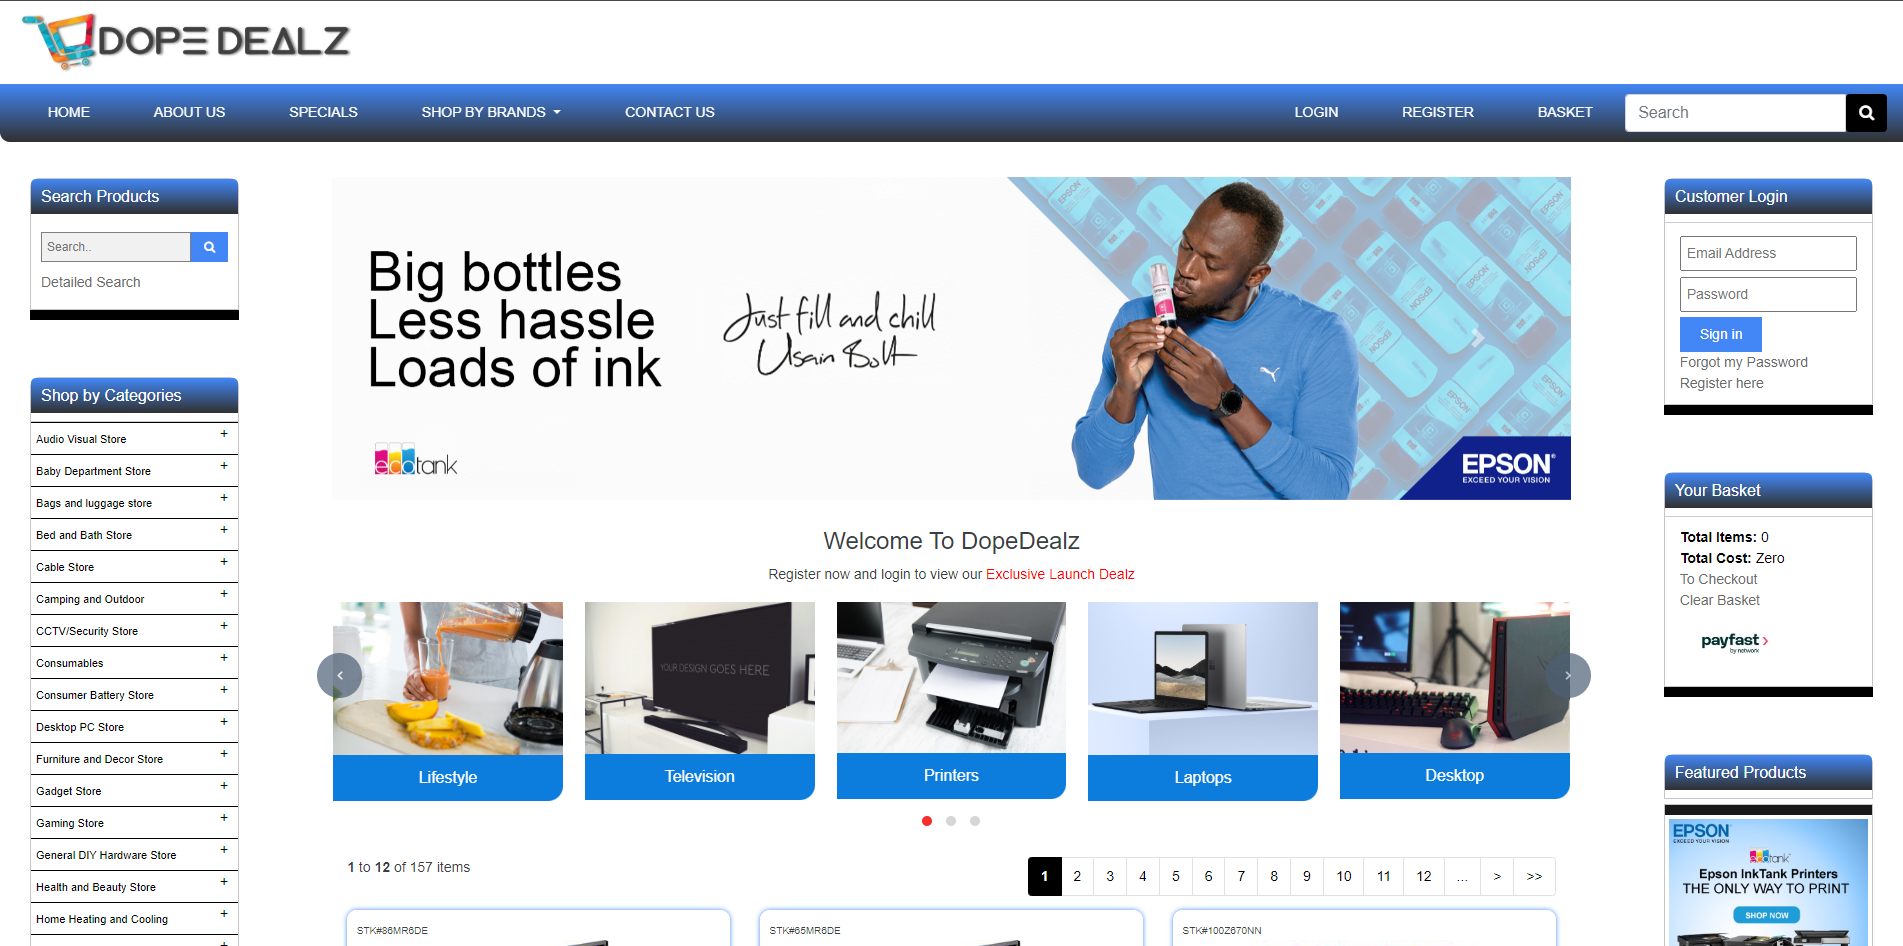 DOPE DEALZ
HOME ABOUT US SPECIALS SHOP BY BRANDS CONTACT US LOGIN REGISTER BASKET Search
Search Products
Search..
Detailed Search
Shop by Categories
Audio Visual Store +
Baby Department Store +
Bags and luggage store +
Bed and Bath Store +
Cable Store +
Camping and Outdoor +
CCTV/Security Store +
Consumables +
Consumer Battery Store +
Desktop PC Store +
Furniture and Decor Store +
Gadget Store +
Gaming Store +
General DIY Hardware Store +
Health and Beauty Store +
Home Heating and Cooling +
Big bottles
Less hassle
Loads of ink
Just fill and chill
Usain Bolt
ecotank
EPSON
EXCEED YOUR VISION
Welcome To DopeDealz
Register now and login to view our Exclusive Launch Dealz
YOUR DESIGN GOES HERE
Lifestyle
Television
Printers
Laptops
Desktop
1 to 12 of 157 items
1 2 3 4 5 6 7 8 9 10 11 12 ... > >>
STK#86MR6DE
STK#65MR6DE
STK#100Z670NN
Customer Login
Email Address
Password
Sign in
Forgot my Password
Register here
Your Basket
Total Items: 0
Total Cost: Zero
To Checkout
Clear Basket
payfast
by network
Featured Products
EPSON
EXCEED YOUR VISION
ecotank
Epson InkTank Printers
THE ONLY WAY TO PRINT
SHOP NOW